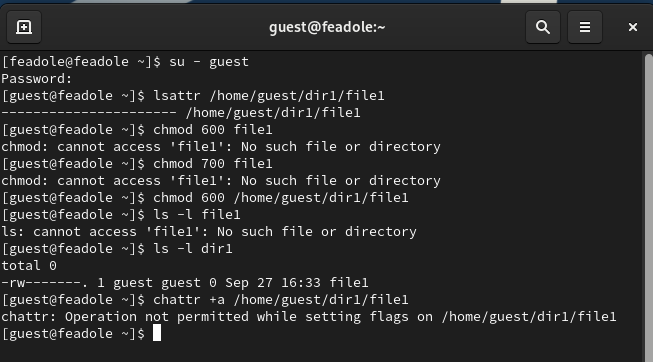 guest@feadole:~
[feadole@feadole ~]$ su - guest
Password:
[guest@feadole ~]$ lsattr /home/guest/dir1/file1
---------------------- /home/guest/dir1/file1
[guest@feadole ~]$ chmod 600 file1
chmod: cannot access 'file1': No such file or directory
[guest@feadole ~]$ chmod 700 file1
chmod: cannot access 'file1': No such file or directory
[guest@feadole ~]$ chmod 600 /home/guest/dir1/file1
[guest@feadole ~]$ ls -l file1
ls: cannot access 'file1': No such file or directory
[guest@feadole ~]$ ls -l dir1
total 0
-rw-------. 1 guest guest 0 Sep 27 16:33 file1
[guest@feadole ~]$ chattr +a /home/guest/dir1/file1
chattr: Operation not permitted while setting flags on /home/guest/dir1/file1
[guest@feadole ~]$